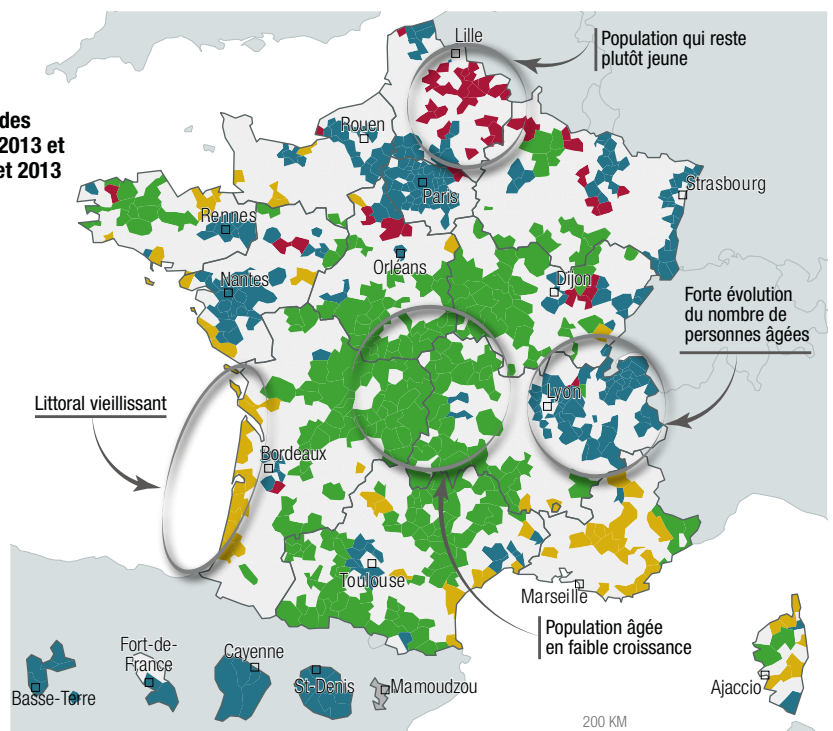 Lille
Population qui reste
plutôt jeune
des
2013 et
et 2013
Rouen
Paris
Strasbourg
Rennes
Orléans
Nantes
Dijon
Forte évolution
du nombre de
personnes âgées
Littoral vieillissant
Lyon
Bordeaux
Toulouse
Marseille
Population âgée
en faible croissance
Fort-de-
France
Cayenne
Basse-Terre
St-Denis
Mamoudzou
Ajaccio
200 KM